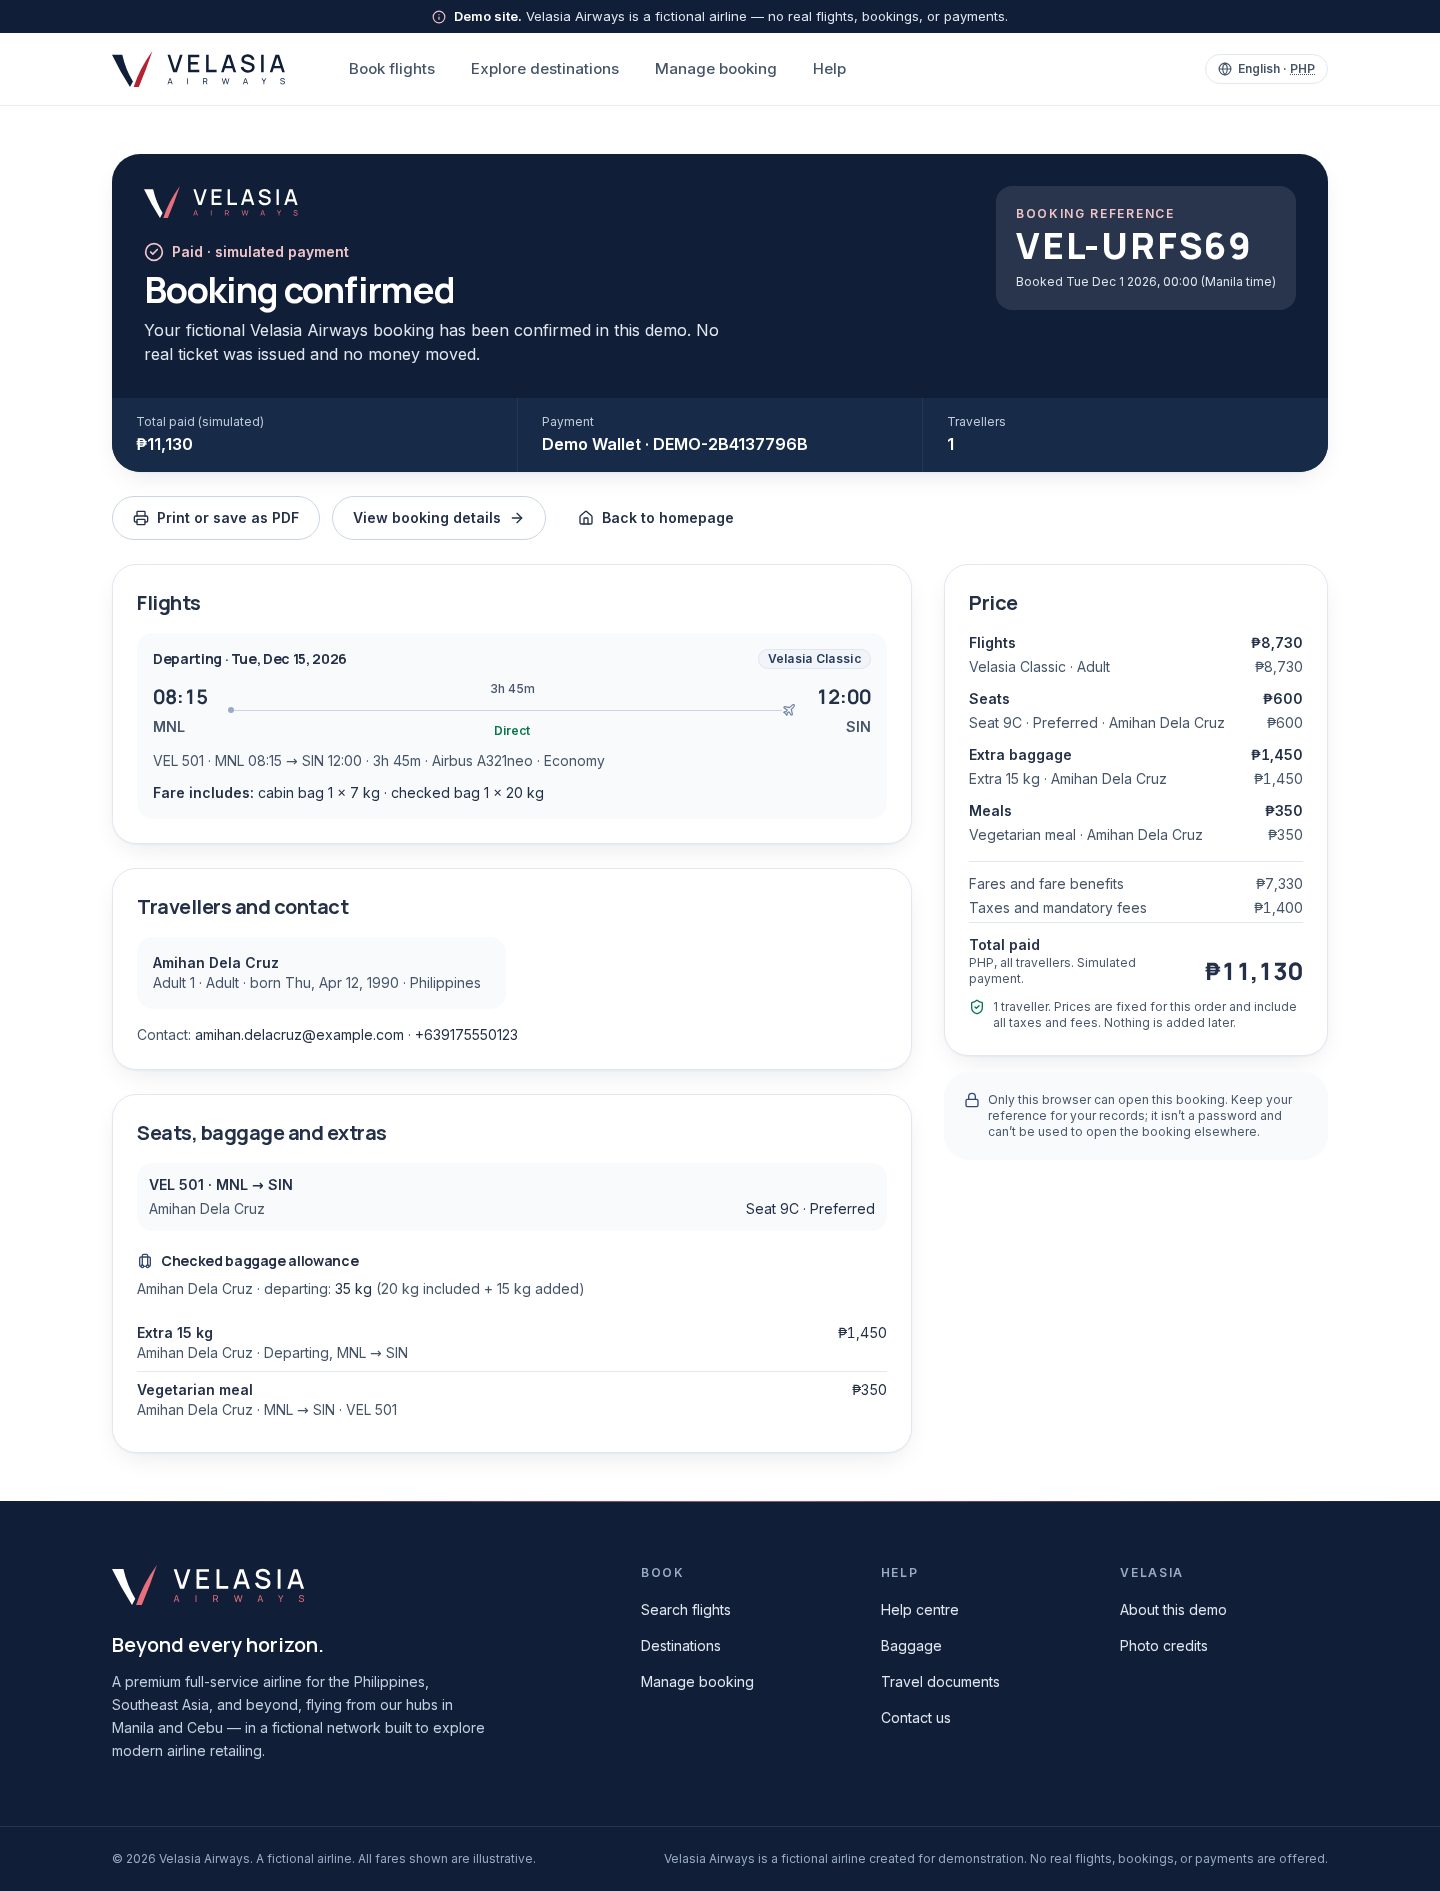 Demo site. Velasia Airways is a fictional airline — no real flights, bookings, or payments.
VELASIA
AIRWAYS
Book flights
Explore destinations
Manage booking
Help
English · PHP
VELASIA
AIRWAYS
Paid · simulated payment
Booking confirmed
Your fictional Velasia Airways booking has been confirmed in this demo. No
real ticket was issued and no money moved.
BOOKING REFERENCE
VEL-URFS69
Booked Tue Dec 1 2026, 00:00 (Manila time)
Total paid (simulated)
₱11,130
Payment
Demo Wallet · DEMO-2B4137796B
Travellers
1
Print or save as PDF
View booking details
Back to homepage
Flights
Departing · Tue, Dec 15, 2026
Velasia Classic
08:15
3h 45m
12:00
MNL
Direct
SIN
VEL 501 · MNL 08:15 → SIN 12:00 · 3h 45m · Airbus A321neo · Economy
Fare includes: cabin bag 1 × 7 kg · checked bag 1 × 20 kg
Travellers and contact
Amihan Dela Cruz
Adult 1 · Adult · born Thu, Apr 12, 1990 · Philippines
Contact: amihan.delacruz@example.com · +639175550123
Seats, baggage and extras
VEL 501 · MNL → SIN
Amihan Dela Cruz
Seat 9C · Preferred
Checked baggage allowance
Amihan Dela Cruz · departing: 35 kg (20 kg included + 15 kg added)
Extra 15 kg
₱1,450
Amihan Dela Cruz · Departing, MNL → SIN
Vegetarian meal
₱350
Amihan Dela Cruz · MNL → SIN · VEL 501
Price
Flights ₱8,730
Velasia Classic · Adult ₱8,730
Seats ₱600
Seat 9C · Preferred · Amihan Dela Cruz ₱600
Extra baggage ₱1,450
Extra 15 kg · Amihan Dela Cruz ₱1,450
Meals ₱350
Vegetarian meal · Amihan Dela Cruz ₱350
Fares and fare benefits ₱7,330
Taxes and mandatory fees ₱1,400
Total paid
PHP, all travellers. Simulated
payment.
₱11,130
1 traveller. Prices are fixed for this order and include
all taxes and fees. Nothing is added later.
Only this browser can open this booking. Keep your
reference for your records; it isn’t a password and
can’t be used to open the booking elsewhere.
VELASIA
AIRWAYS
Beyond every horizon.
A premium full-service airline for the Philippines,
Southeast Asia, and beyond, flying from our hubs in
Manila and Cebu — in a fictional network built to explore
modern airline retailing.
BOOK
Search flights
Destinations
Manage booking
HELP
Help centre
Baggage
Travel documents
Contact us
VELASIA
About this demo
Photo credits
© 2026 Velasia Airways. A fictional airline. All fares shown are illustrative.
Velasia Airways is a fictional airline created for demonstration. No real flights, bookings, or payments are offered.